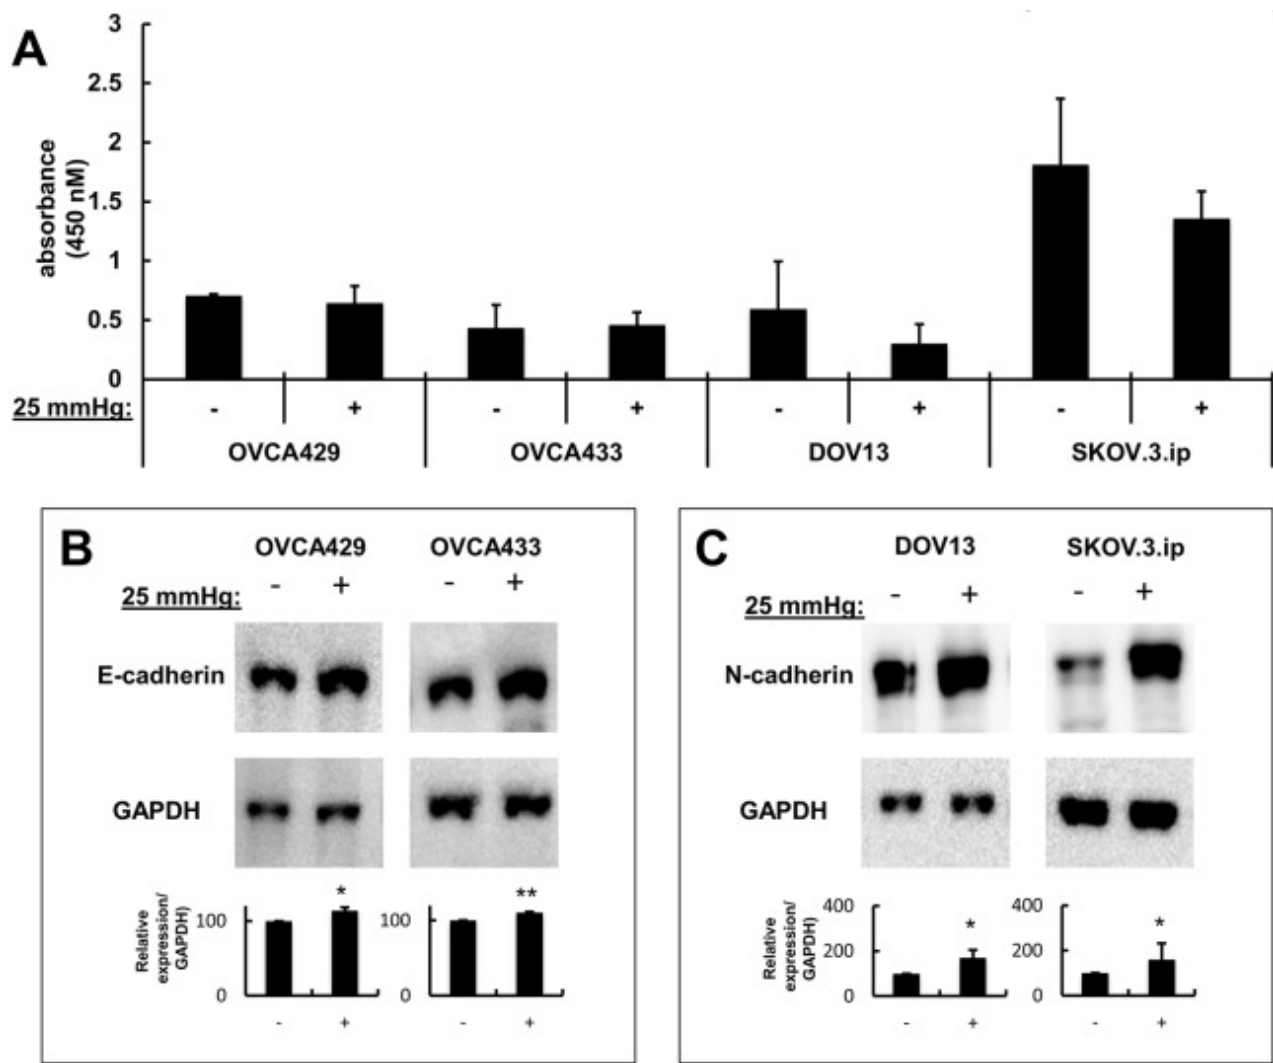 A
3
2.5
2
1.5
1
0.5
0
absorbance
(450 nM)
25 mmHg: - + - + - + - +
OVCA429 OVCA433 DOV13 SKOV.3.ip
B
OVCA429 OVCA433
25 mmHg: - + - +
E-cadherin
GAPDH
Relative
expression/
GAPDH)
100
0
*
- +
100
0
**
- +
C
DOV13 SKOV.3.ip
25 mmHg: - + - +
N-cadherin
GAPDH
Relative
expression/
GAPDH)
400
200
0
*
- +
400
200
0
*
- +